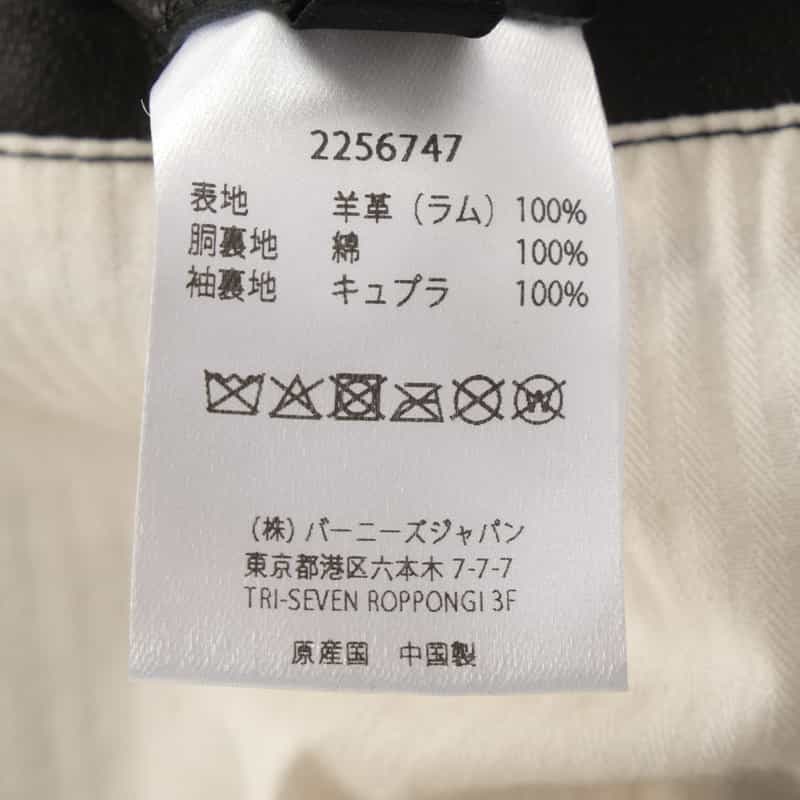 2256747
表地 羊革（ラム） 100%
胴裏地 綿 100%
袖裏地 キュプラ 100%
W
（株）バーニーズジャパン
東京都港区六本木 7-7-7
TRI-SEVEN ROPPONGI 3F
原産国 中国製